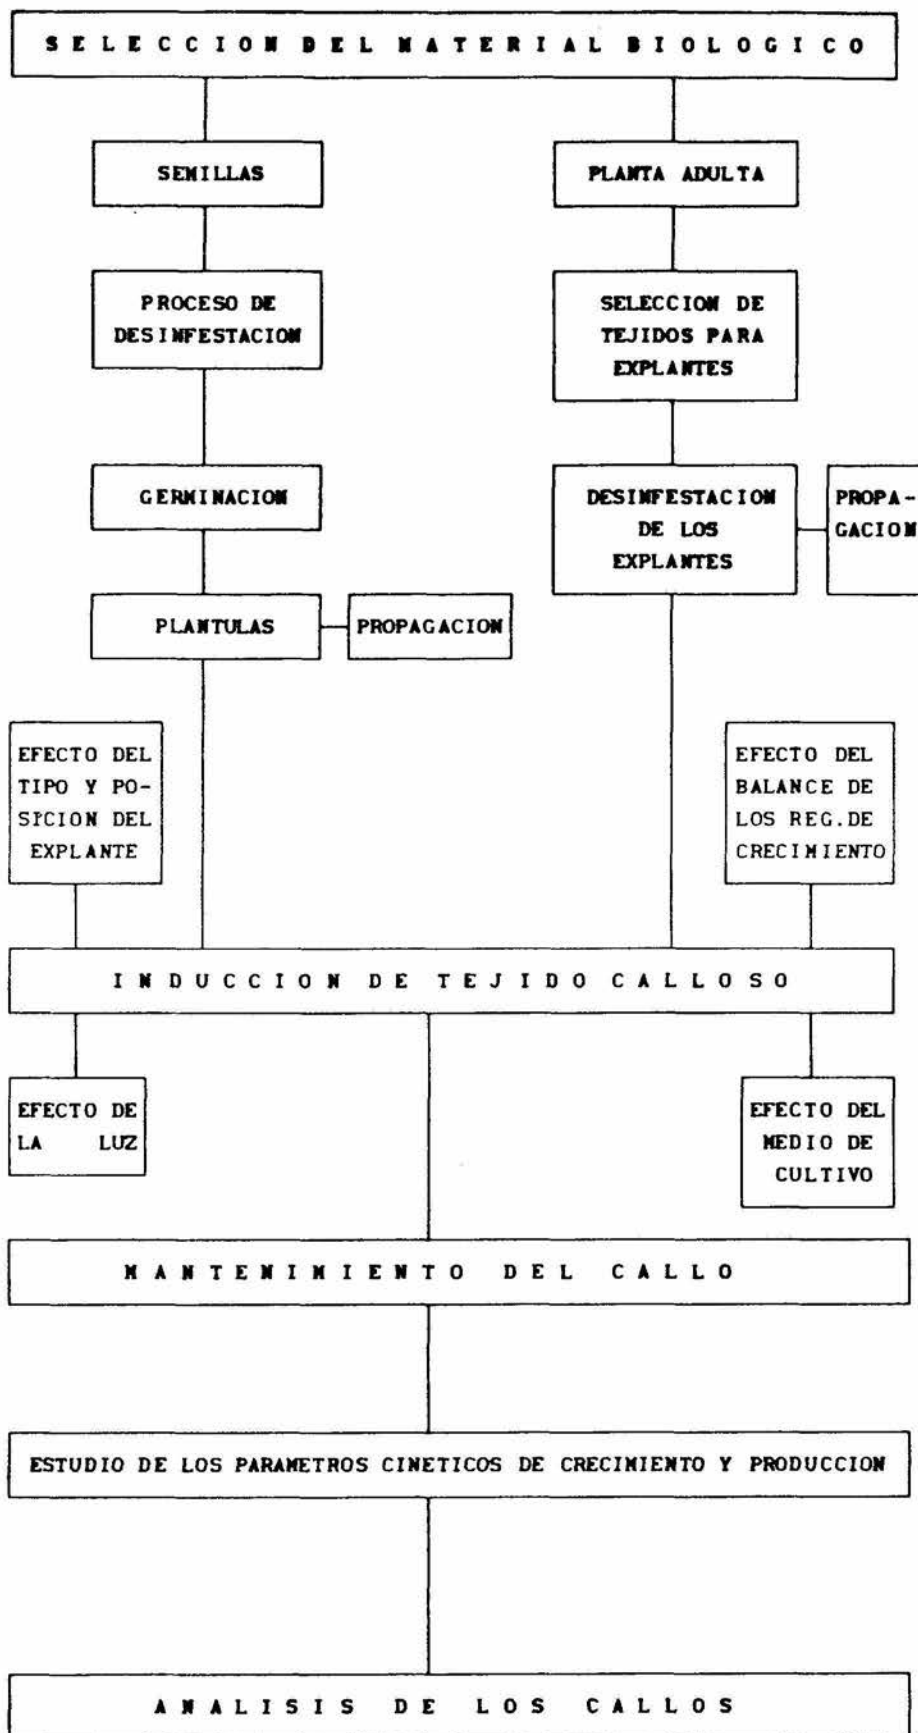 SELECCION DEL MATERIAL BIOLOGICO
SEMILLAS
PLANTA ADULTA
PROCESO DE
DESINFESTACION
SELECCION DE
TEJIDOS PARA
EXPLANTES
GERMINACION
DESINFESTACION
DE LOS
EXPLANTES
PROPA-
GACION
PLANTULAS
PROPAGACION
EFECTO DEL
TIPO Y PO-
SICION DEL
EXPLANTE
EFECTO DEL
BALANCE DE
LOS REG.DE
CRECIMIENTO
INDUCCION DE TEJIDO CALLOSO
EFECTO DE
LA LUZ
EFECTO DEL
MEDIO DE
CULTIVO
MANTENIMIENTO DEL CALLO
ESTUDIO DE LOS PARAMETROS CINETICOS DE CRECIMIENTO Y PRODUCCION
ANALISIS DE LOS CALLOS